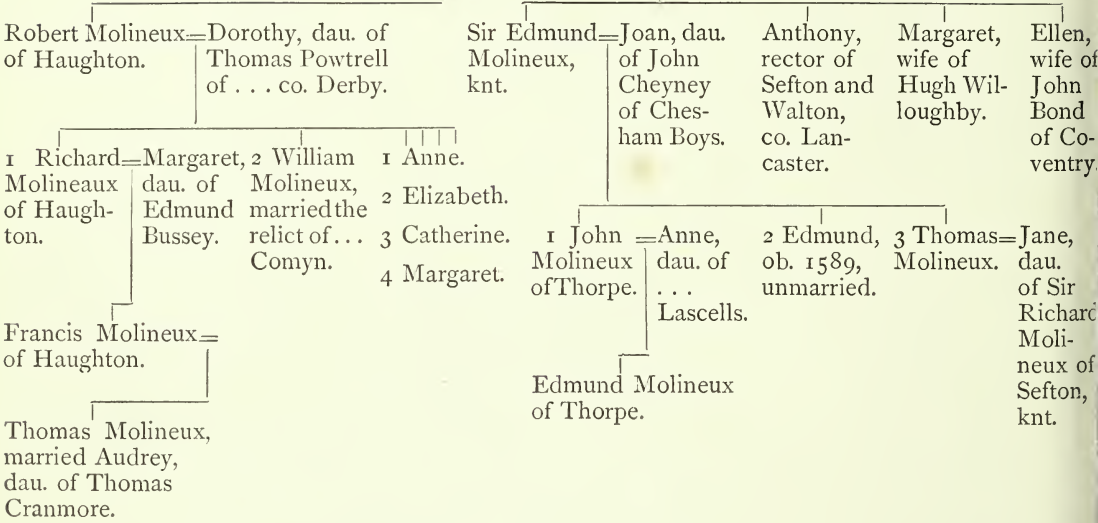 Robert Molineux=Dorothy, dau. of
of Haughton. Thomas Powtrell
of . . . co. Derby.
Sir Edmund=Joan, dau.
Molineux, of John
knt. Cheyney
of Ches-
ham Boys.
Anthony,
rector of
Sefton and
Walton,
co. Lan-
caster.
Margaret,
wife of
Hugh Wil-
loughby.
Ellen,
wife of
John
Bond
of Co-
ventry.
1 Richard=Margaret,
Molineaux dau. of
of Haugh- Edmund
ton. Bussey.
2 William
Molineux,
married the
relict of . . .
Comyn.
1 Anne.
2 Elizabeth.
3 Catherine.
4 Margaret.
1 John =Anne,
Molineux dau. of
of Thorpe. . . .
Lascells.
2 Edmund,
ob. 1589,
unmarried.
3 Thomas=Jane,
Molineux. dau.
of Sir
Richard
Moli-
neux of
Sefton,
knt.
Francis Molineux=
of Haughton.
Edmund Molineux
of Thorpe.
Thomas Molineux,
married Audrey,
dau. of Thomas
Cranmore.